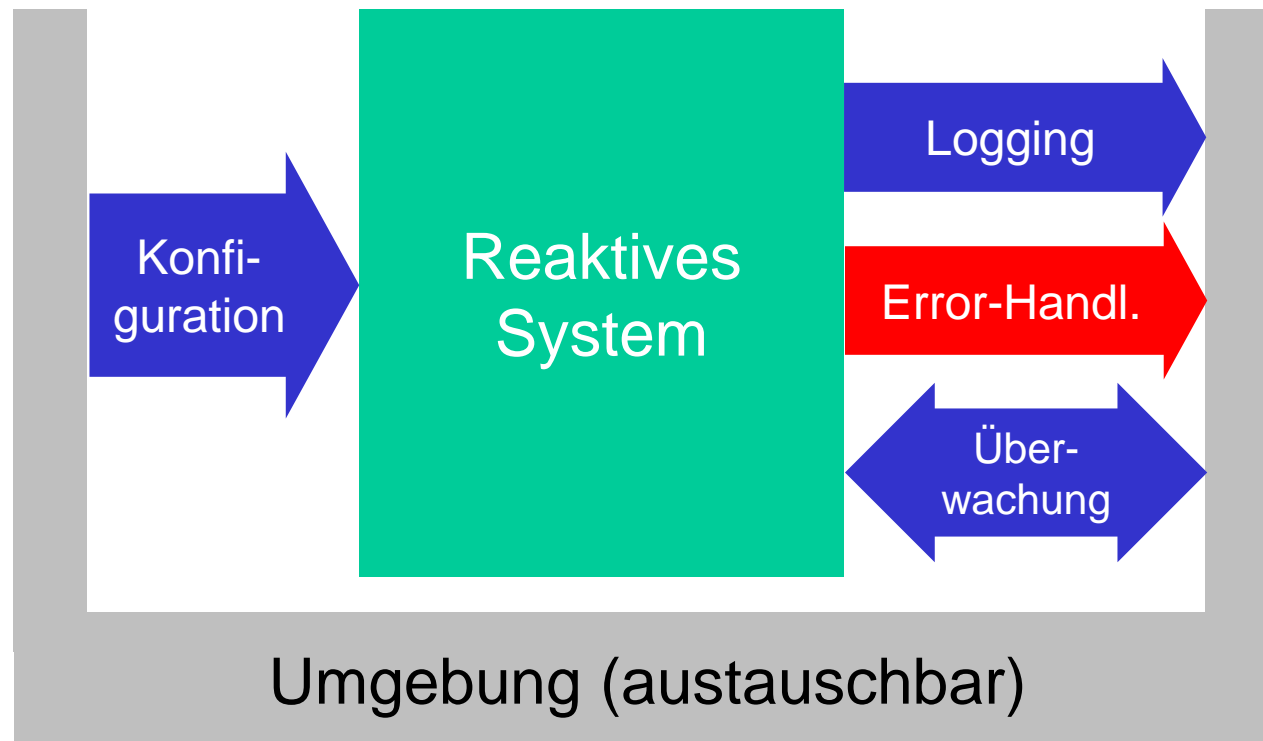 Konfi-
guration
Reaktives
System
Logging
Error-Handl.
Über-
wachung
Umgebung (austauschbar)